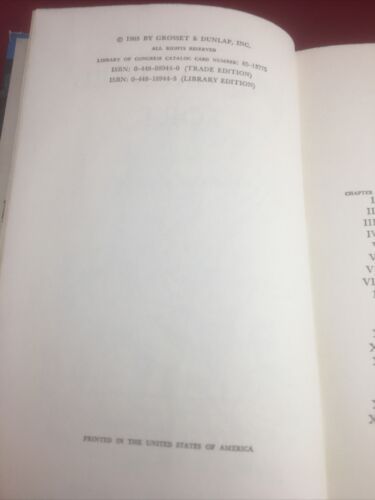 © 1965 BY GROSSET & DUNLAP, INC.
ALL RIGHTS RESERVED
LIBRARY OF CONGRESS CATALOG CARD NUMBER: 65-13775
ISBN: 0-448-08944-0 (TRADE EDITION)
ISBN: 0-448-18944-5 (LIBRARY EDITION)
PRINTED IN THE UNITED STATES OF AMERICA
CHAPTER
I
II
III